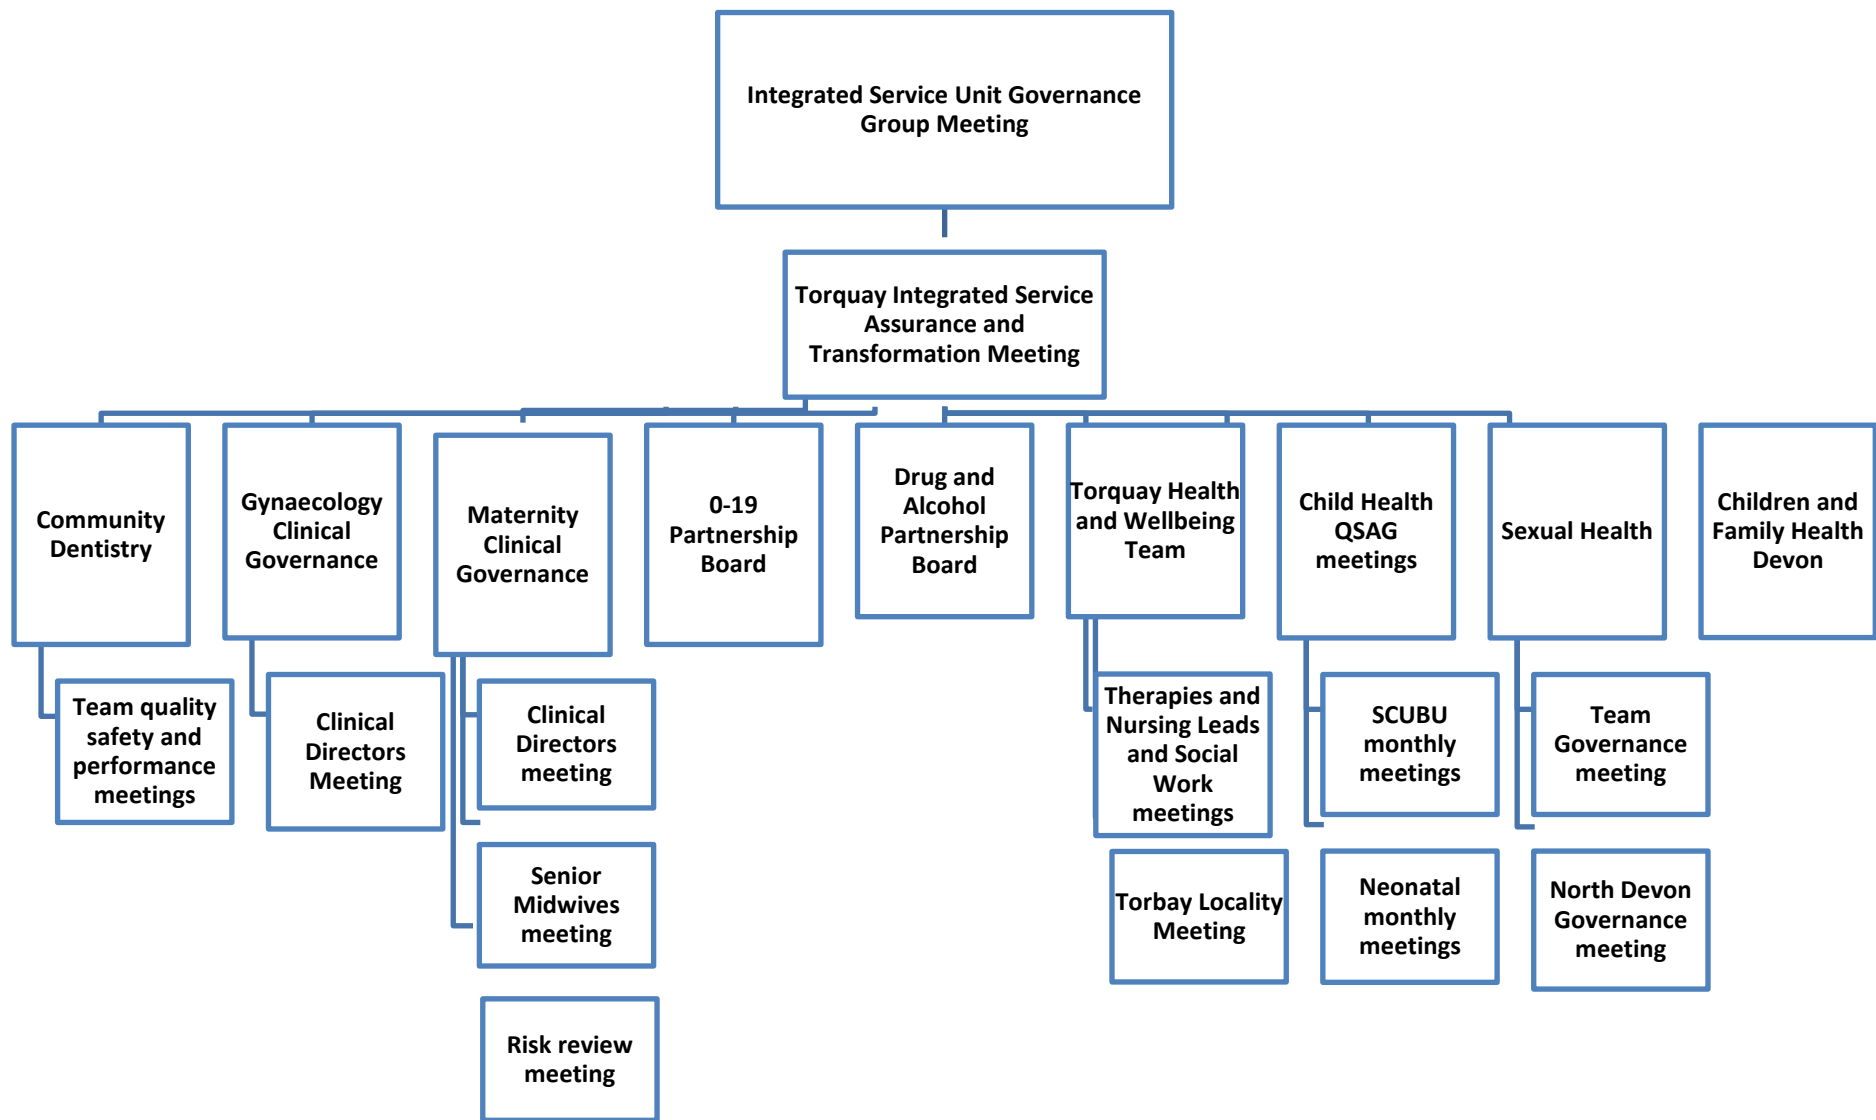 Integrated Service Unit Governance
Group Meeting
Torquay Integrated Service
Assurance and
Transformation Meeting
Community
Dentistry
Gynaecology
Clinical
Governance
Maternity
Clinical
Governance
0-19
Partnership
Board
Drug and
Alcohol
Partnership
Board
Torquay Health
and Wellbeing
Team
Child Health
QSAG
meetings
Sexual Health
Children and
Family Health
Devon
Team quality
safety and
performance
meetings
Clinical
Directors
Meeting
Clinical
Directors
meeting
Therapies and
Nursing Leads
and Social
Work
meetings
SCUBU
monthly
meetings
Team
Governance
meeting
Senior
Midwives
meeting
Torbay Locality
Meeting
Neonatal
monthly
meetings
North Devon
Governance
meeting
Risk review
meeting